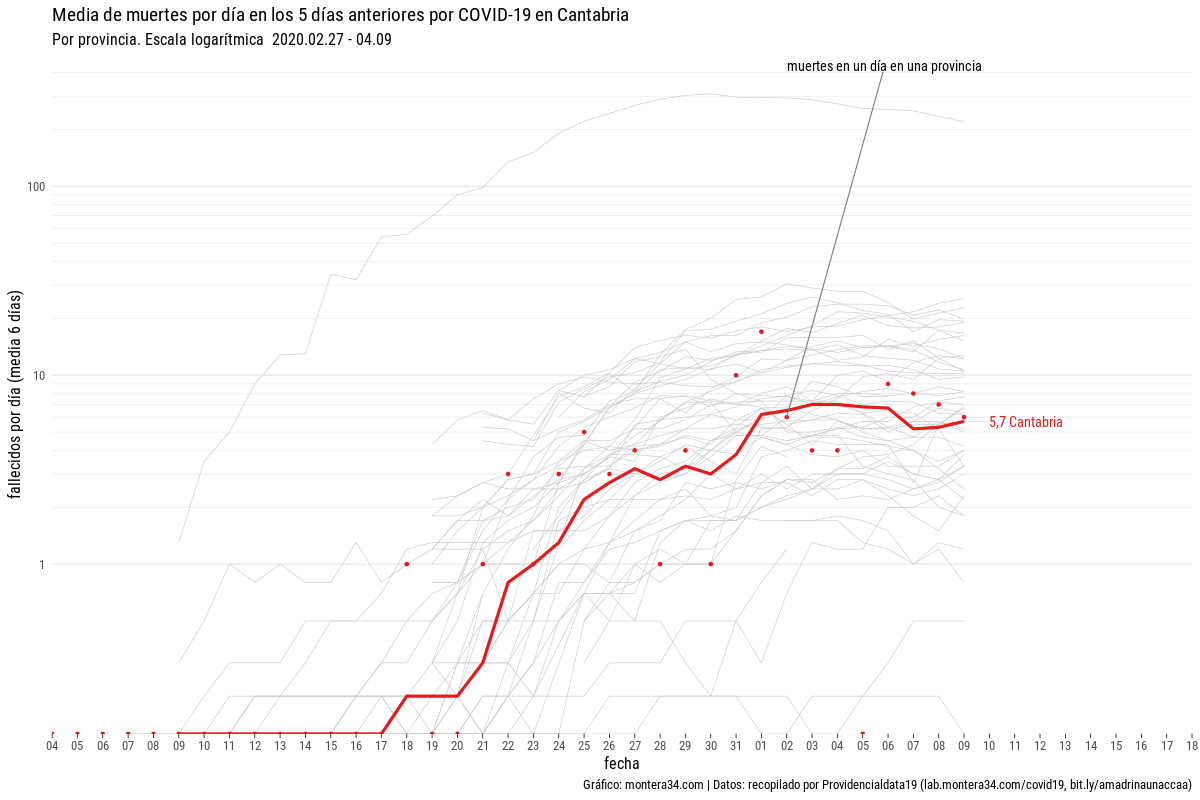 Media de muertes por día en los 5 días anteriores por COVID-19 en Cantabria
Por provincia. Escala logarítmica  2020.02.27 - 04.09
muertes en un día en una provincia
100
10
1
fallecidos por día (media 6 días)
5,7 Cantabria
04 05 06 07 08 09 10 11 12 13 14 15 16 17 18 19 20 21 22 23 24 25 26 27 28 29 30 31 01 02 03 04 05 06 07 08 09 10 11 12 13 14 15 16 17 18
fecha
Gráfico: montera34.com | Datos: recopilado por Providencialdata19 (lab.montera34.com/covid19, bit.ly/amadrinaunaccaa)